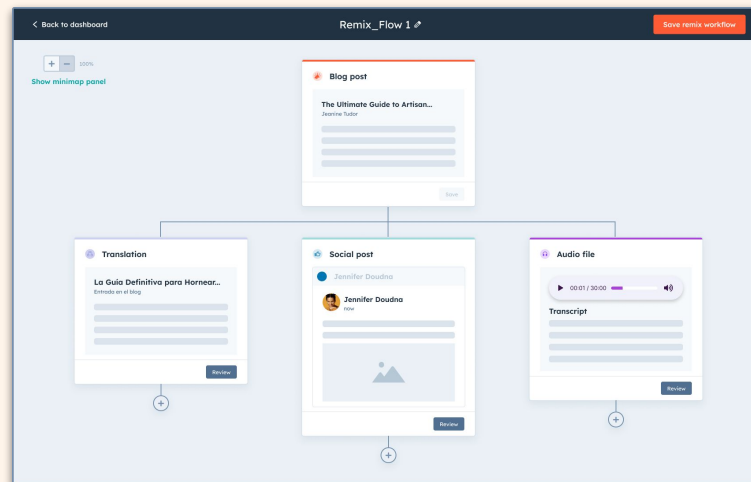 Back to dashboard
Remix_Flow 1
Save remix workflow
+ − 100%
Show minimap panel
Blog post
The Ultimate Guide to Artisan...
Jeanine Tudor
Save
Translation
La Guía Definitiva para Hornear...
Entrada en el blog
Review
Social post
Jennifer Doudna
Jennifer Doudna
now
Review
Audio file
00:01 / 30:00
Transcript
Review